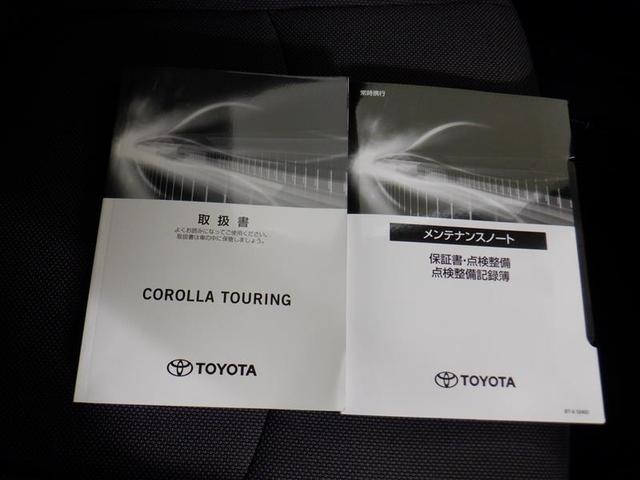 取扱書
よくお読みになってご使用ください。
取扱書は車の中に保管しましょう。
COROLLA TOURING
TOYOTA
常時携行
メンテナンスノート
保証書・点検整備
点検整備記録簿
TOYOTA